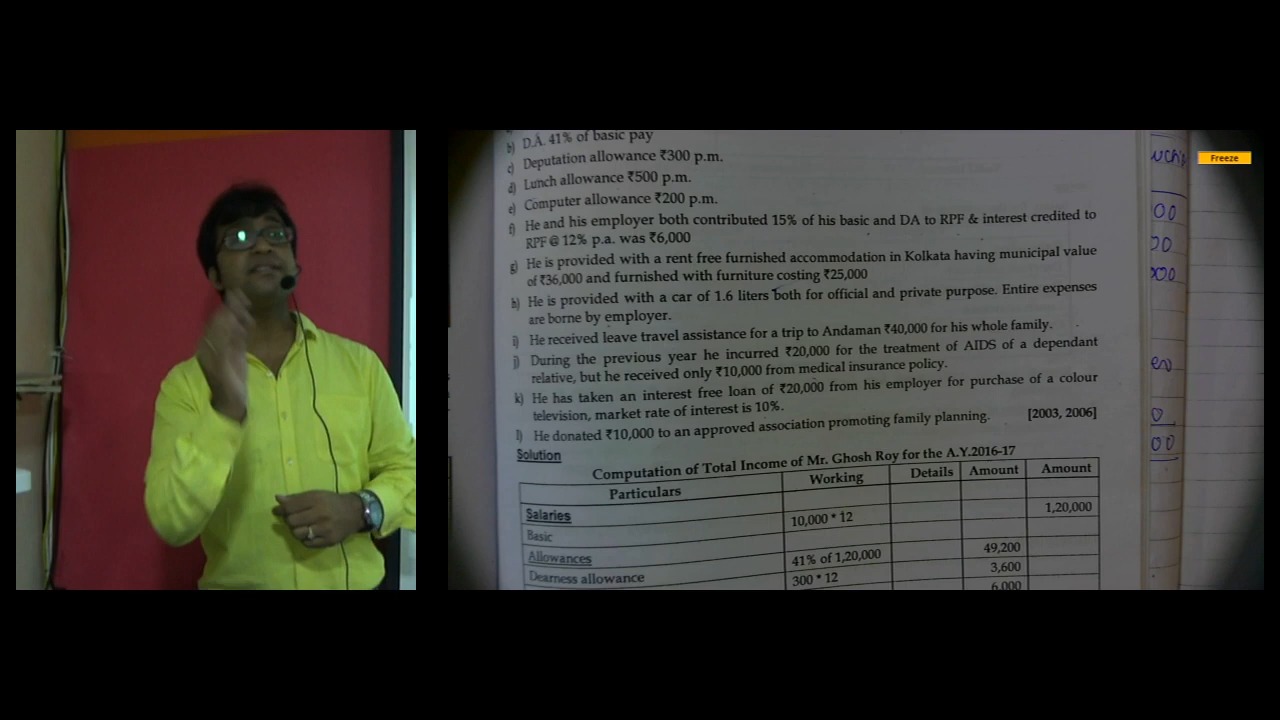 b) D.A. 41% of basic pay
c) Deputation allowance ₹300 p.m.
d) Lunch allowance ₹500 p.m.
e) Computer allowance ₹200 p.m.
f) He and his employer both contributed 15% of his basic and DA to RPF & interest credited to
RPF @ 12% p.a. was ₹6,000
g) He is provided with a rent free furnished accommodation in Kolkata having municipal value
of ₹36,000 and furnished with furniture costing ₹25,000
h) He is provided with a car of 1.6 liters both for official and private purpose. Entire expenses
are borne by employer.
i) He received leave travel assistance for a trip to Andaman ₹40,000 for his whole family.
j) During the previous year he incurred ₹20,000 for the treatment of AIDS of a dependant
relative, but he received only ₹10,000 from medical insurance policy.
k) He has taken an interest free loan of ₹20,000 from his employer for purchase of a colour
television, market rate of interest is 10%.
l) He donated ₹10,000 to an approved association promoting family planning. [2003, 2006]
Solution
Computation of Total Income of Mr. Ghosh Roy for the A.Y.2016-17
Particulars Working Details Amount Amount
Salaries
Basic 10,000 * 12 1,20,000
Allowances
Dearness allowance 41% of 1,20,000 49,200
300 * 12 3,600
6,000
Freeze
00
00
0
00